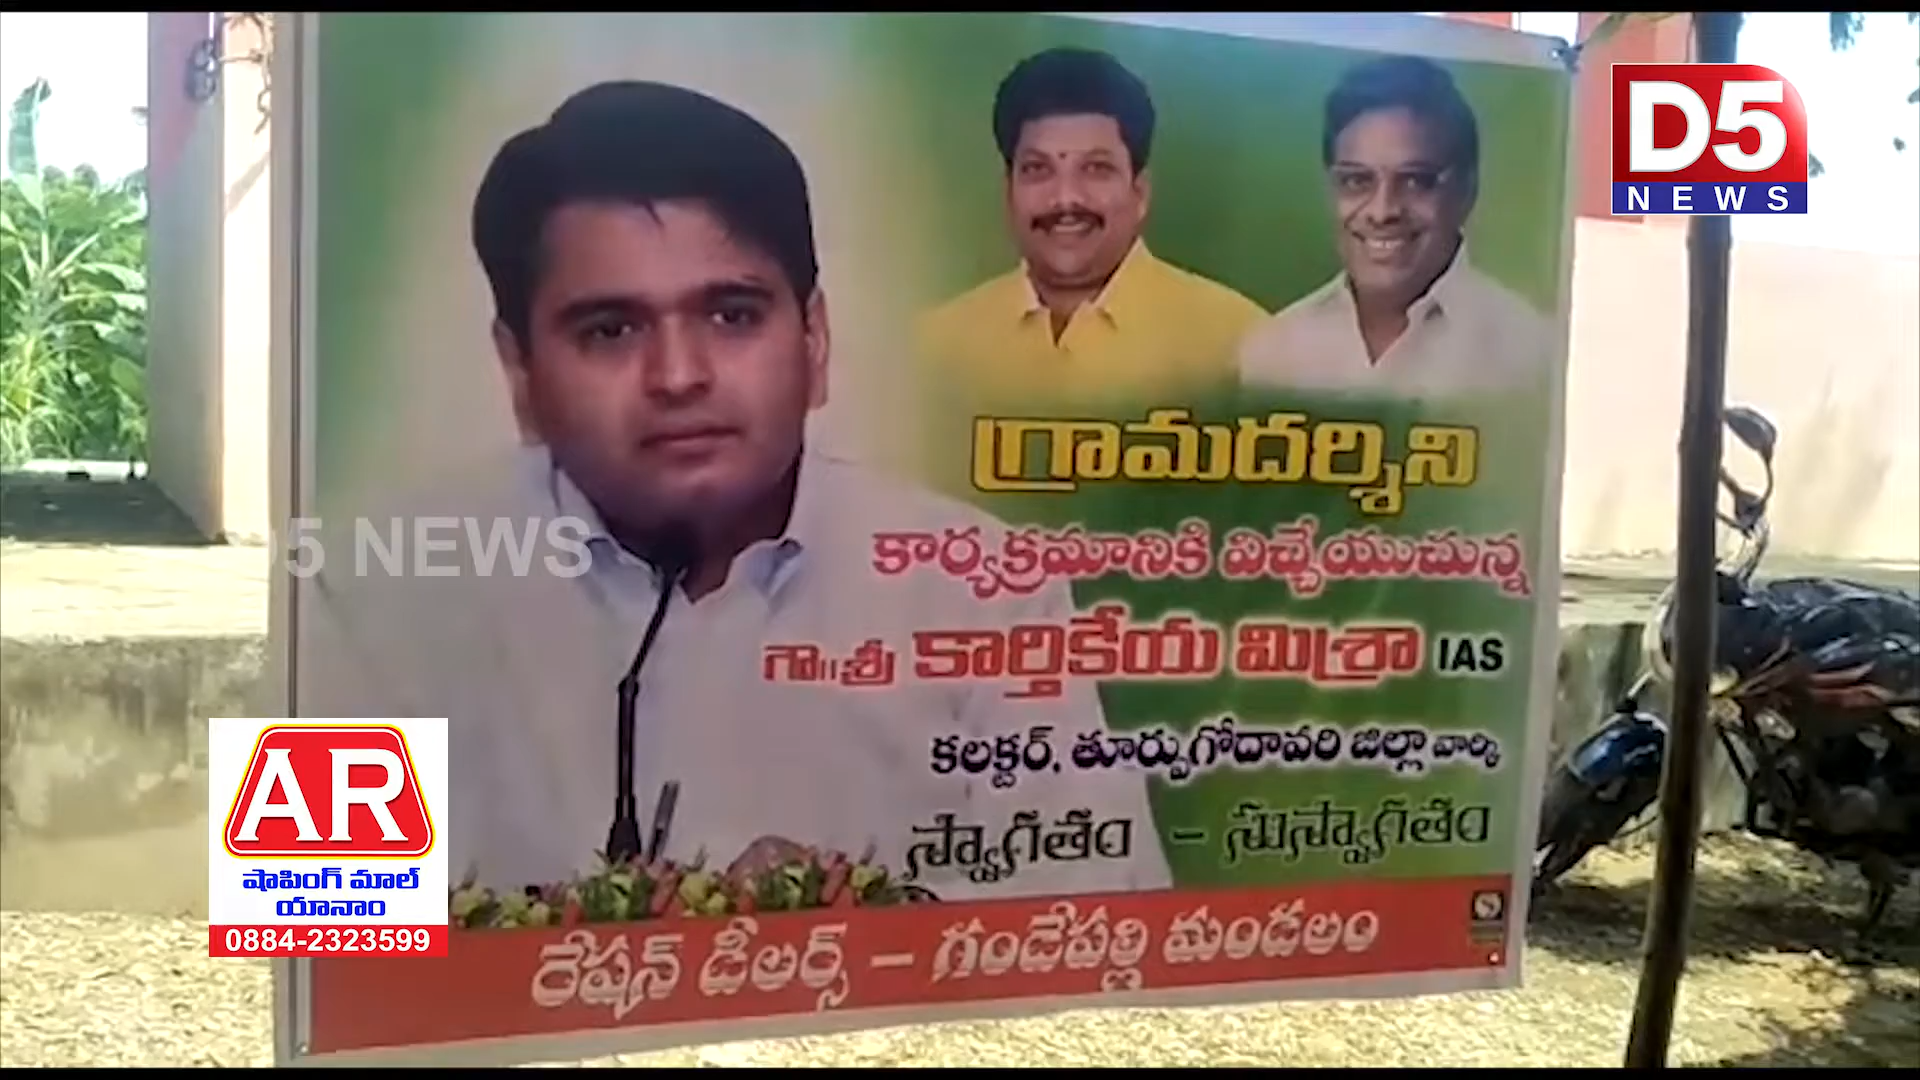 D5
NEWS
గ్రామదర్శిని
కార్యక్రమానికి విచ్చేయుచున్న
గౌ॥శ్రీ కార్తికేయ మిశ్రా IAS
కలక్టర్, తూర్పుగోదావరి జిల్లా వార్కి
స్వాగతం - సుస్వాగతం
రేషన్ డీలర్స్ - గండేపల్లి మండలం
D5 NEWS
AR
షాపింగ్ మాల్
యానాం
0884-2323599